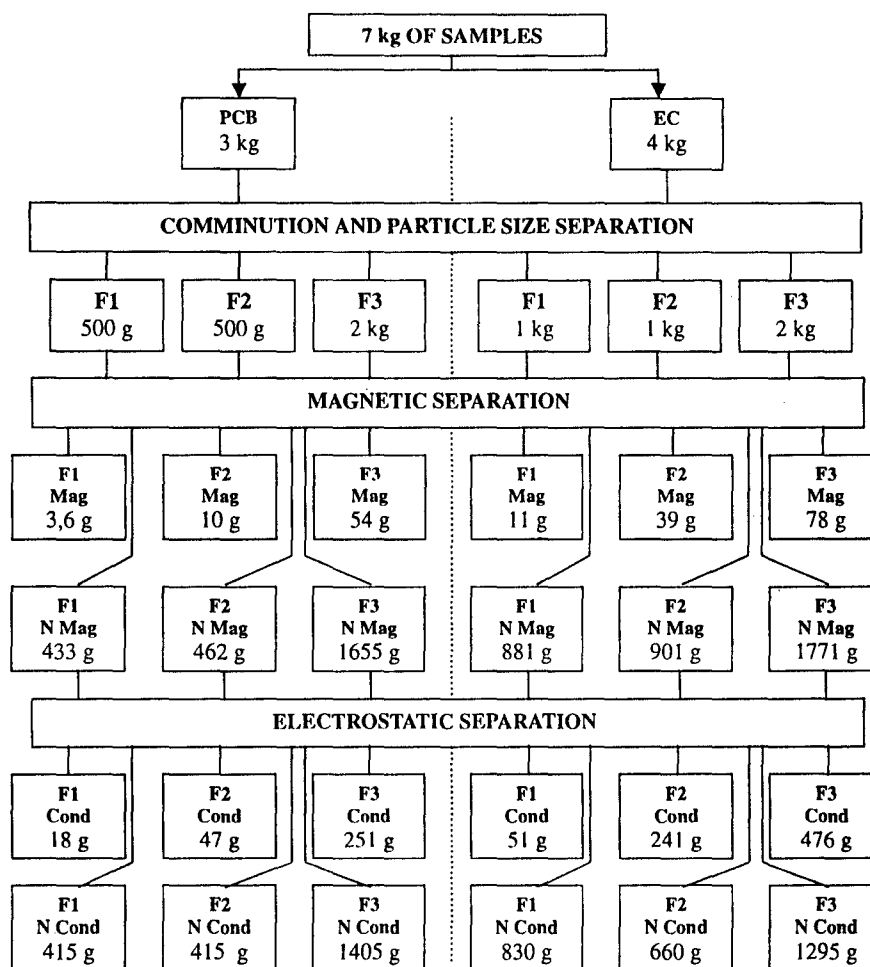 7 kg OF SAMPLES
PCB
3 kg
EC
4 kg
COMMINUTION AND PARTICLE SIZE SEPARATION
F1
500 g
F2
500 g
F3
2 kg
F1
1 kg
F2
1 kg
F3
2 kg
MAGNETIC SEPARATION
F1
Mag
3,6 g
F2
Mag
10 g
F3
Mag
54 g
F1
Mag
11 g
F2
Mag
39 g
F3
Mag
78 g
F1
N Mag
433 g
F2
N Mag
462 g
F3
N Mag
1655 g
F1
N Mag
881 g
F2
N Mag
901 g
F3
N Mag
1771 g
ELECTROSTATIC SEPARATION
F1
Cond
18 g
F2
Cond
47 g
F3
Cond
251 g
F1
Cond
51 g
F2
Cond
241 g
F3
Cond
476 g
F1
N Cond
415 g
F2
N Cond
415 g
F3
N Cond
1405 g
F1
N Cond
830 g
F2
N Cond
660 g
F3
N Cond
1295 g